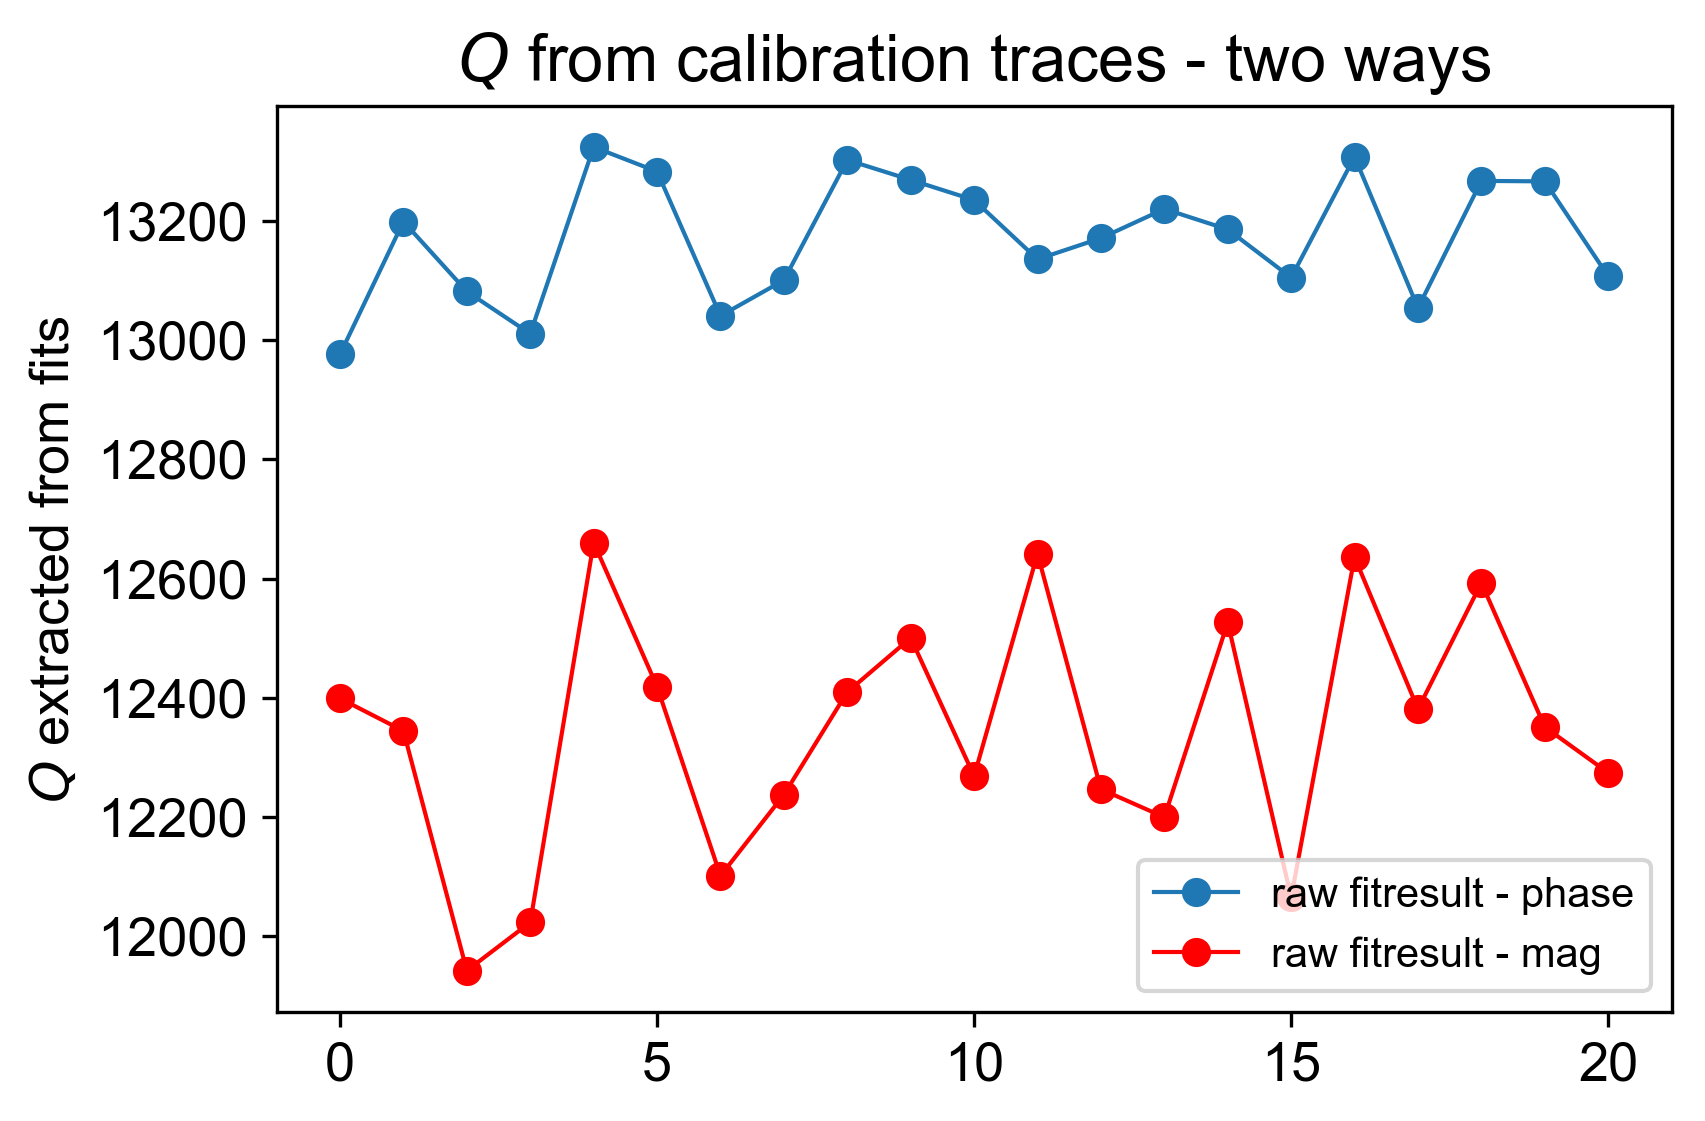 Q from calibration traces - two ways
Q extracted from fits
13200
13000
12800
12600
12400
12200
12000
raw fitresult - phase
raw fitresult - mag
0 5 10 15 20